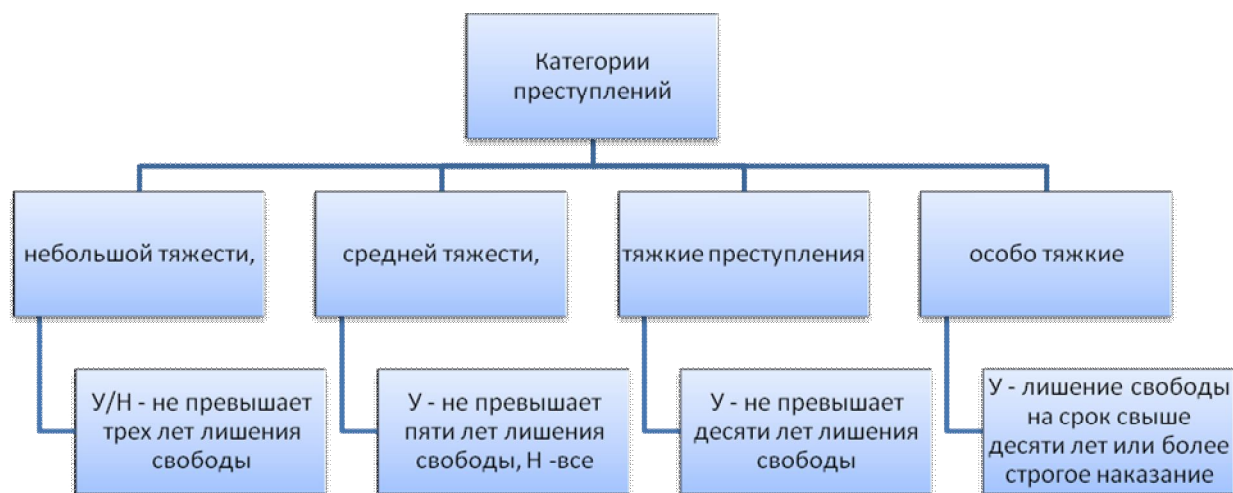 Категории
преступлений
небольшой тяжести,
средней тяжести,
тяжкие преступления
особо тяжкие
У/Н - не превышает
трех лет лишения
свободы
У - не превышает
пяти лет лишения
свободы, Н -все
У - не превышает
десяти лет лишения
свободы
У - лишение свободы
на срок свыше
десяти лет или более
строгое наказание